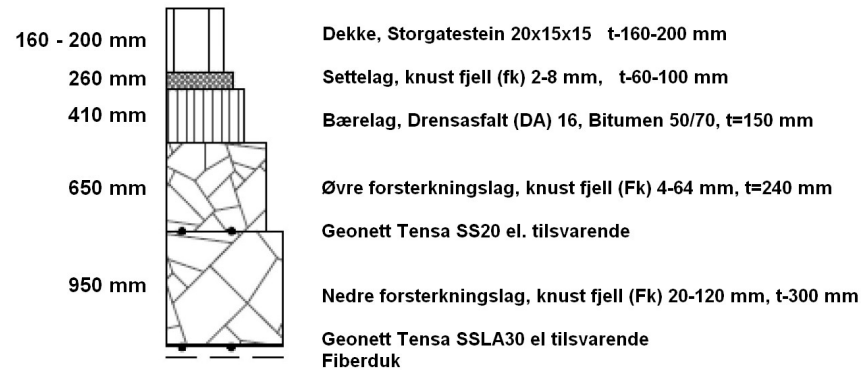 160 - 200 mm Dekke, Storgatestein 20x15x15 t-160-200 mm
260 mm Settelag, knust fjell (fk) 2-8 mm, t-60-100 mm
410 mm Bærelag, Drensasfalt (DA) 16, Bitumen 50/70, t=150 mm
650 mm Øvre forsterkningslag, knust fjell (Fk) 4-64 mm, t=240 mm
Geonett Tensa SS20 el. tilsvarende
950 mm Nedre forsterkningslag, knust fjell (Fk) 20-120 mm, t-300 mm
Geonett Tensa SSLA30 el tilsvarende
Fiberduk